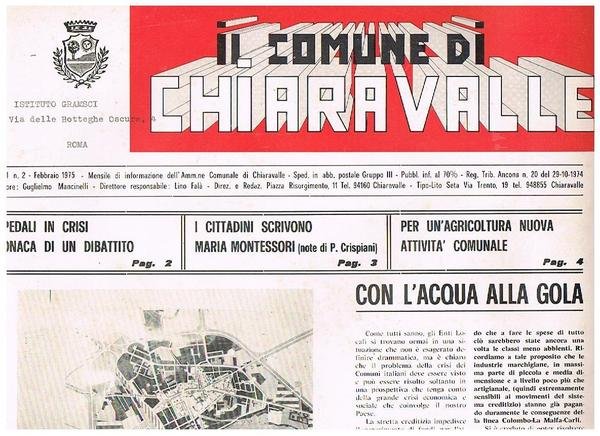 IL COMUNE DI
CHIARAVALLE
ISTITUTO GRAMSCI
Via delle Botteghe Oscure, 4
ROMA
n. 2 - Febbraio 1975 - Mensile di informazione dell'Amm.ne Comunale di Chiaravalle - Sped. in abb. postale Gruppo III - Pubbl. inf. al 70% - Reg. Trib. Ancona n. 20 del 29-10-1974
ore: Guglielmo Mancinelli - Direttore responsabile: Lino Falà - Direz. e Redaz. Piazza Risorgimento, 11 Tel. 94160 Chiaravalle - Tipo-Lito Seta Via Trento, 19 tel. 948855 Chiaravalle
PEDALI IN CRISI
ONACA DI UN DIBATTITO
Pag. 2
I CITTADINI SCRIVONO
MARIA MONTESSORI (note di P. Crispiani)
Pag. 3
PER UN'AGRICOLTURA NUOVA
ATTIVITA' COMUNALE
Pag. 4
CON L'ACQUA ALLA GOLA
Come tutti sanno, gli Enti Lo-
cali si trovano ormai in una si-
tuazione che non è esagerato de-
finire drammatica, ma è chiaro
che il problema della crisi dei
Comuni italiani deve essere visto
e può essere risolto soltanto in
una prospettiva che tenga conto
della grande crisi economica e
sociale che coinvolge il nostro
Paese.
La stretta creditizia impedisce
do che a fare le spese di tutto
ciò sarebbero state ancora una
volta le classi meno abbienti. Ri-
cordiamo a tale proposito che le
industrie marchigiane, in massi-
ma parte di piccola e media di-
mensione e a livello poco più che
artigianale, quindi estremamente
sensibili ai movimenti del siste-
ma creditizio stanno già pagan-
do duramente le conseguenze del-
la linea Colombo-La Malfa-Carli.